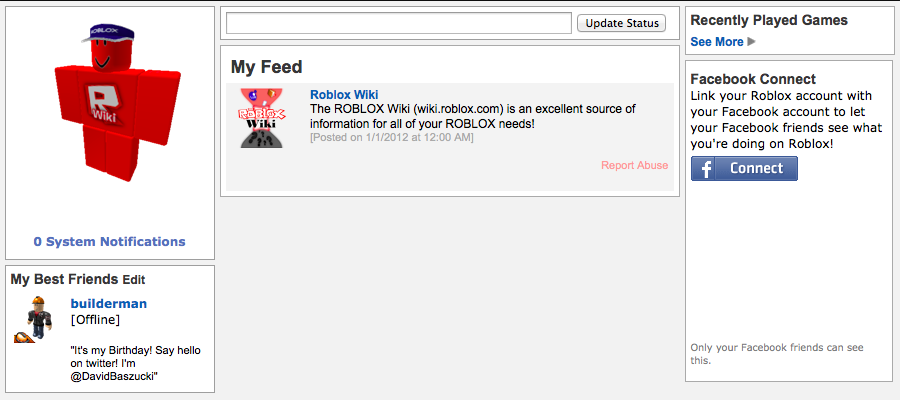 ROBLOX
R
Wiki
0 System Notifications
My Best Friends Edit
builderman
[Offline]
"It's my Birthday! Say hello
on twitter! I'm
@DavidBaszucki"
Update Status
My Feed
ROBLOX
Wiki
Roblox Wiki
The ROBLOX Wiki (wiki.roblox.com) is an excellent source of
information for all of your ROBLOX needs!
[Posted on 1/1/2012 at 12:00 AM]
Report Abuse
Recently Played Games
See More
Facebook Connect
Link your Roblox account with
your Facebook account to let
your Facebook friends see what
you're doing on Roblox!
f Connect
Only your Facebook friends can see
this.